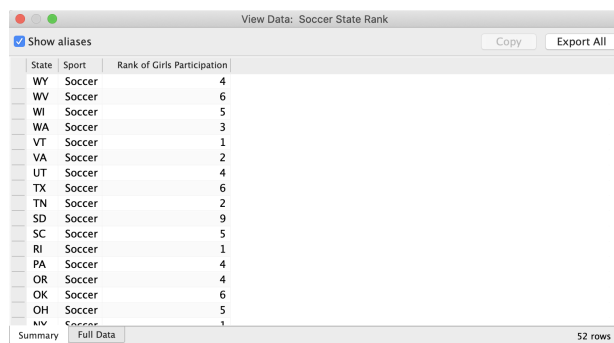 View Data: Soccer State Rank
Show aliases Copy Export All
State Sport Rank of Girls Participation
WY Soccer 4
WV Soccer 6
WI Soccer 5
WA Soccer 3
VT Soccer 1
VA Soccer 2
UT Soccer 4
TX Soccer 6
TN Soccer 2
SD Soccer 9
SC Soccer 5
RI Soccer 1
PA Soccer 4
OR Soccer 4
OK Soccer 6
OH Soccer 5
NY Soccer 1
Summary Full Data 52 rows